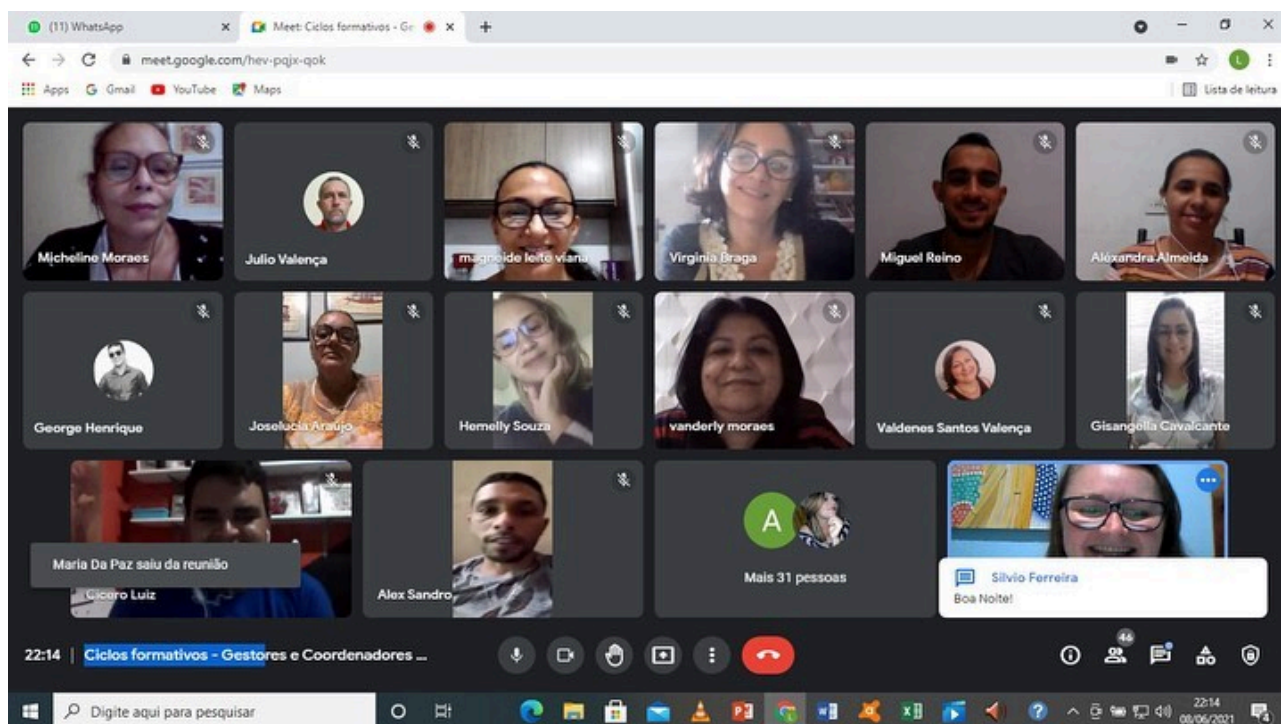 (11) WhatsApp
Meet: Ciclos formativos - Ge
meet.google.com/hev-pqjx-qok
L
Apps Gmail YouTube Maps
Lista de leitura
Micheline Moraes
Julio Valença
magneide leite viana
Virgínia Braga
Miguel Reino
Alexandra Almeida
George Henrique
Joselucia Araújo
Hemelly Souza
vanderly moraes
Valdenes Santos Valença
Gisangella Cavalcante
Maria Da Paz saiu da reunião
Cicero Luiz
Alex Sandro
A
Mais 31 pessoas
Silvio Ferreira
Boa Noite!
22:14 | Ciclos formativos - Gestores e Coordenadores ...
46
Digite aqui para pesquisar
22:14
08/06/2021